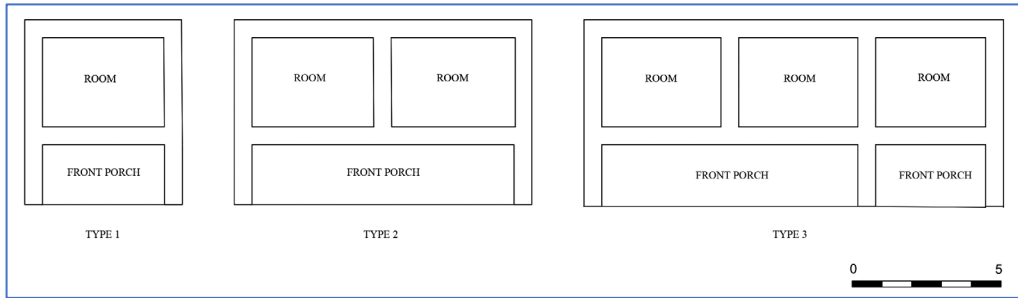 ROOM
FRONT PORCH
TYPE 1
ROOM ROOM
FRONT PORCH
TYPE 2
ROOM ROOM ROOM
FRONT PORCH FRONT PORCH
TYPE 3
0 5